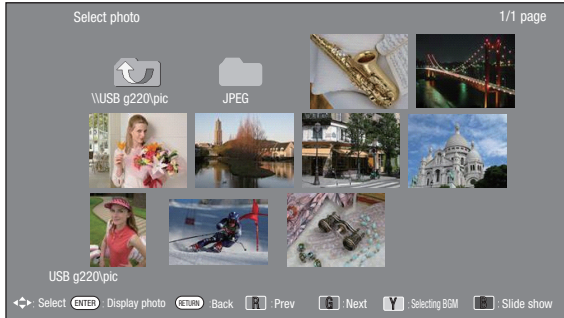 Select photo
1/1 page
\\USB g220\pic
JPEG
USB g220\pic
: Select ENTER : Display photo RETURN : Back R : Prev G : Next Y : Selecting BGM B : Slide show